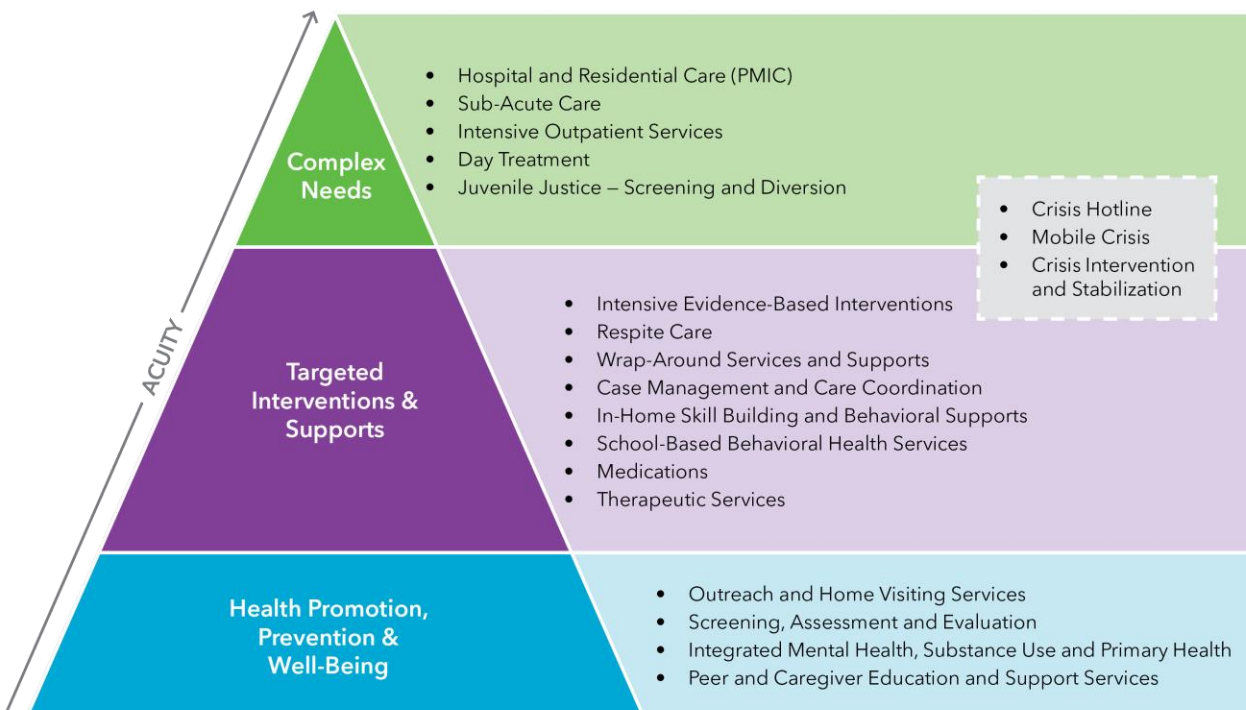 ACUITY
Complex
Needs
• Hospital and Residential Care (PMIC)
• Sub-Acute Care
• Intensive Outpatient Services
• Day Treatment
• Juvenile Justice – Screening and Diversion
• Crisis Hotline
• Mobile Crisis
• Crisis Intervention
and Stabilization
Targeted
Interventions &
Supports
• Intensive Evidence-Based Interventions
• Respite Care
• Wrap-Around Services and Supports
• Case Management and Care Coordination
• In-Home Skill Building and Behavioral Supports
• School-Based Behavioral Health Services
• Medications
• Therapeutic Services
Health Promotion,
Prevention &
Well-Being
• Outreach and Home Visiting Services
• Screening, Assessment and Evaluation
• Integrated Mental Health, Substance Use and Primary Health
• Peer and Caregiver Education and Support Services